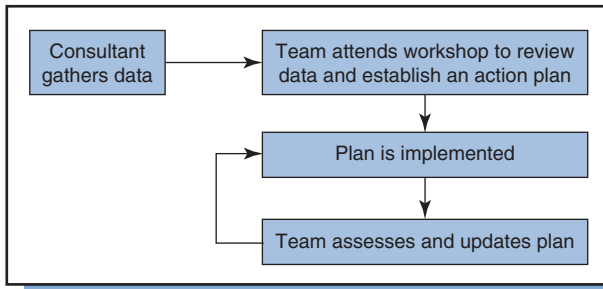 Consultant
gathers data
Team attends workshop to review
data and establish an action plan
Plan is implemented
Team assesses and updates plan